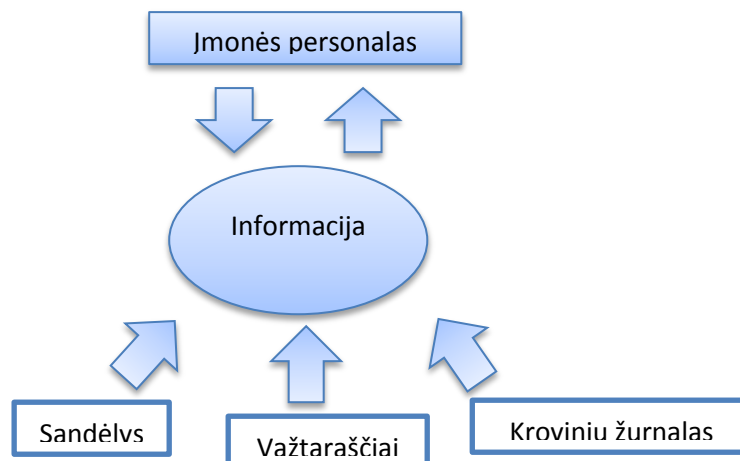 Įmonės personalas
Informacija
Sandėlys
Važtaraščiai
Krovinių žurnalas